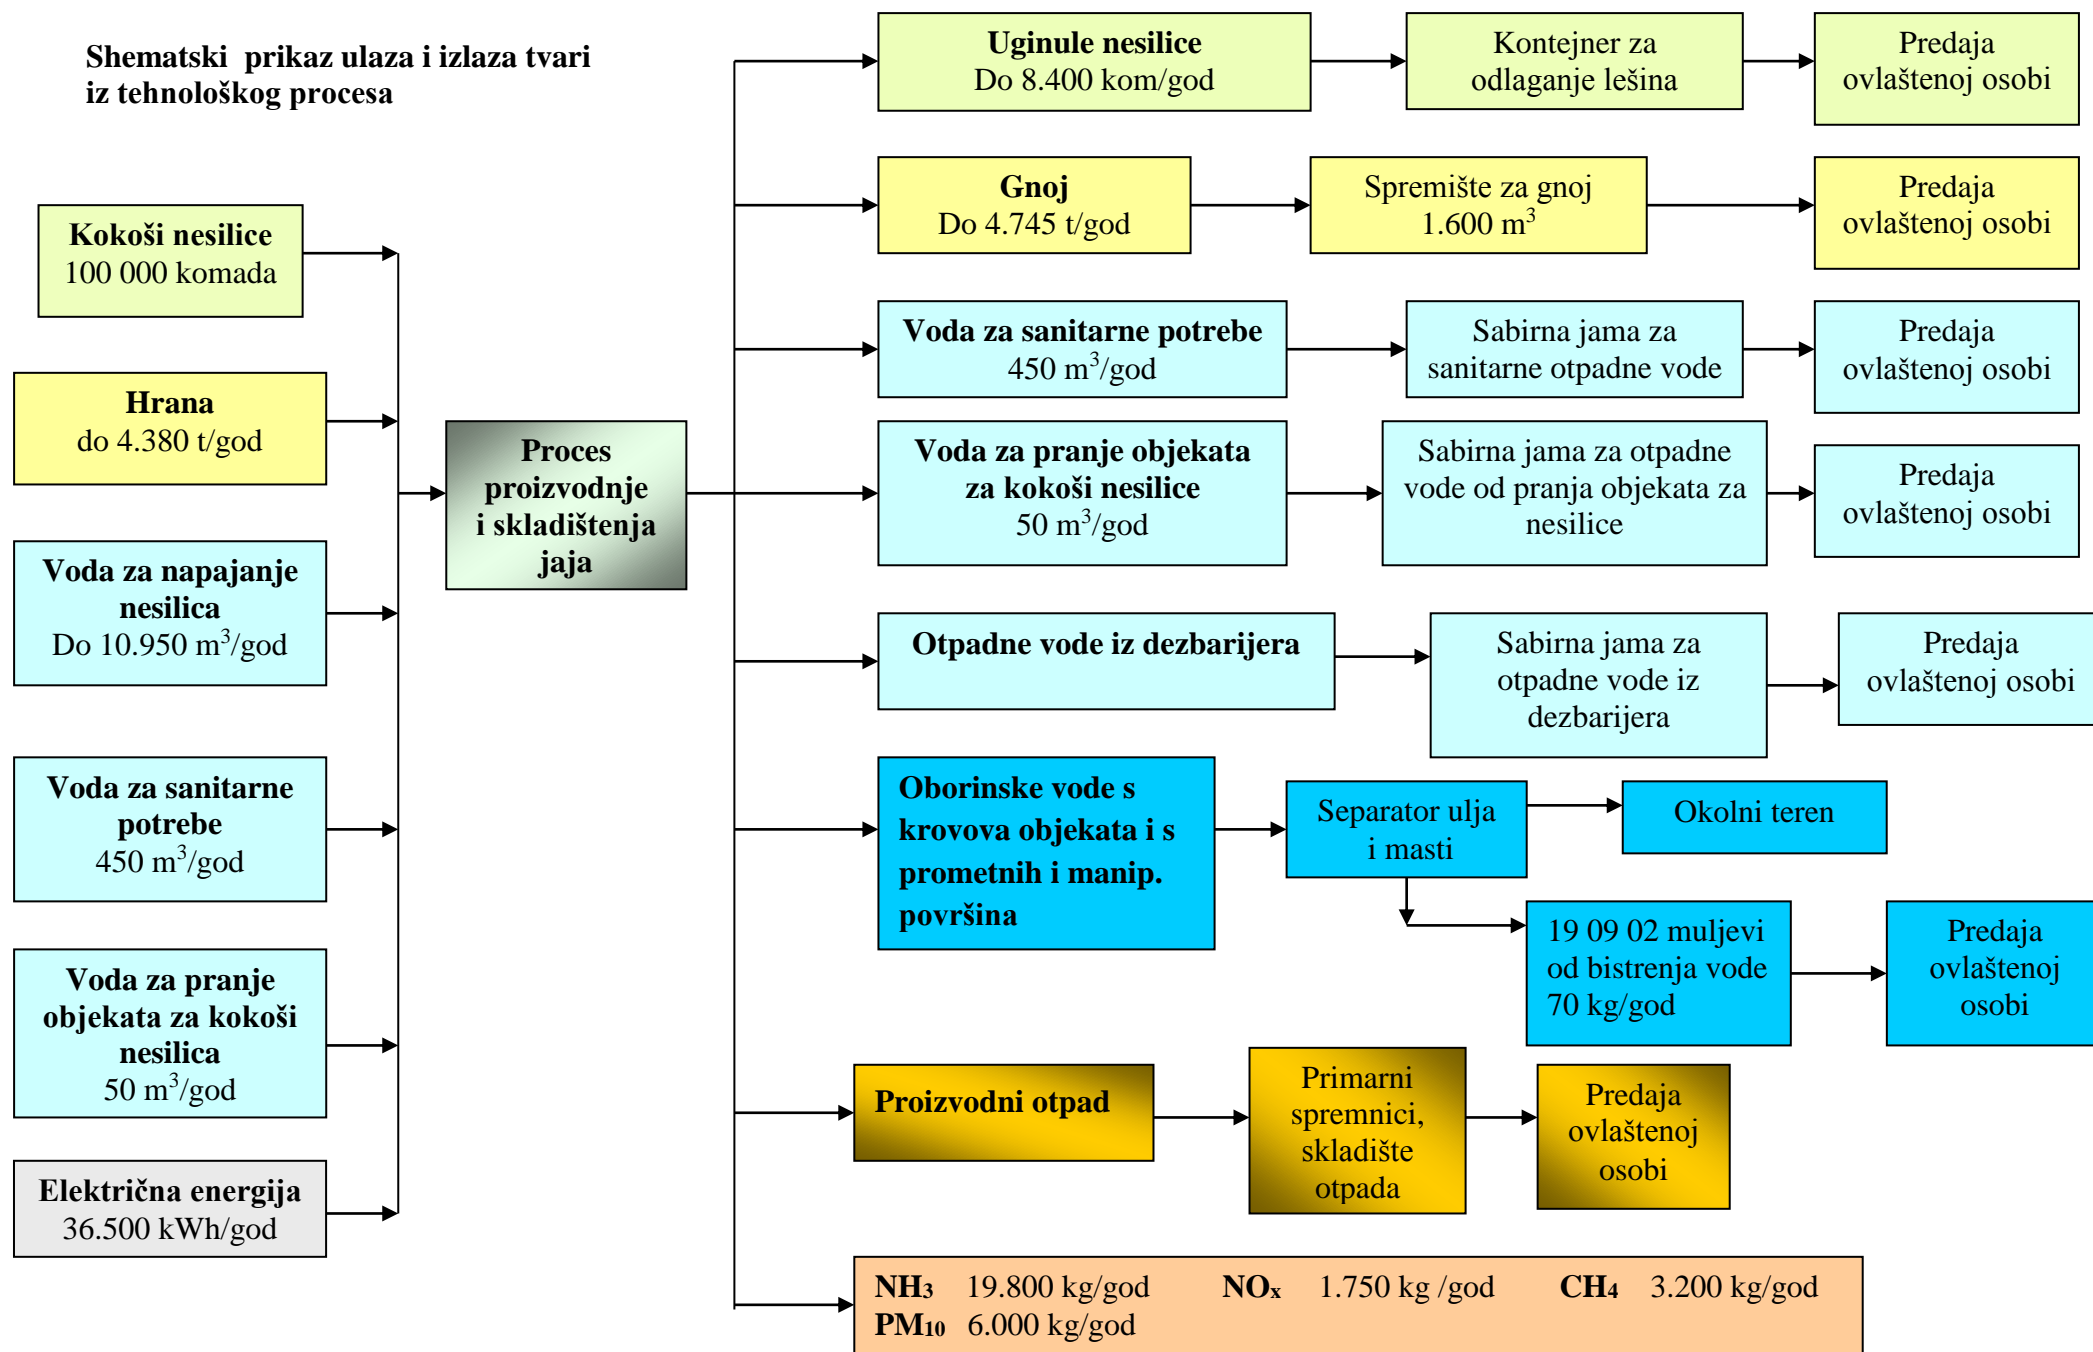 Shematski prikaz ulaza i izlaza tvari
iz tehnološkog procesa
Kokoši nesilice
100 000 komada
Hrana
do 4.380 t/god
Voda za napajanje
nesilica
Do 10.950 m³/god
Voda za sanitarne
potrebe
450 m³/god
Voda za pranje
objekata za kokoši
nesilica
50 m³/god
Električna energija
36.500 kWh/god
Proces
proizvodnje
i skladištenja
jaja
Uginule nesilice
Do 8.400 kom/god
Kontejner za
odlaganje lešina
Predaja
ovlaštenoj osobi
Gnoj
Do 4.745 t/god
Spremište za gnoj
1.600 m³
Predaja
ovlaštenoj osobi
Voda za sanitarne potrebe
450 m³/god
Sabirna jama za
sanitarne otpadne vode
Predaja
ovlaštenoj osobi
Voda za pranje objekata
za kokoši nesilice
50 m³/god
Sabirna jama za otpadne
vode od pranja objekata za
nesilice
Predaja
ovlaštenoj osobi
Otpadne vode iz dezbarijera
Sabirna jama za
otpadne vode iz
dezbarijera
Predaja
ovlaštenoj osobi
Oborinske vode s
krovova objekata i s
prometnih i manip.
površina
Separator ulja
i masti
Okolni teren
19 09 02 muljevi
od bistrenja vode
70 kg/god
Predaja
ovlaštenoj
osobi
Proizvodni otpad
Primarni
spremnici,
skladište
otpada
Predaja
ovlaštenoj
osobi
NH₃ 19.800 kg/god NOₓ 1.750 kg /god CH₄ 3.200 kg/god
PM₁₀ 6.000 kg/god